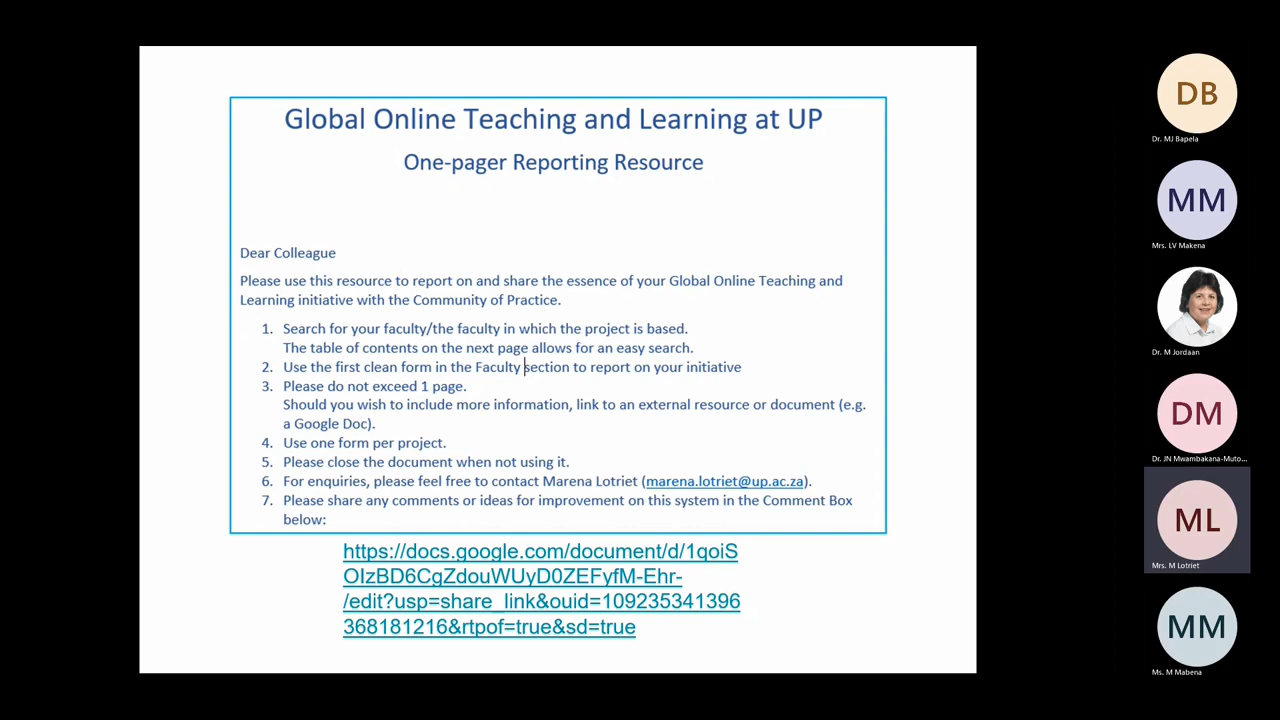 Global Online Teaching and Learning at UP
One-pager Reporting Resource
Dear Colleague
Please use this resource to report on and share the essence of your Global Online Teaching and
Learning initiative with the Community of Practice.
1. Search for your faculty/the faculty in which the project is based.
The table of contents on the next page allows for an easy search.
2. Use the first clean form in the Faculty section to report on your initiative
3. Please do not exceed 1 page.
Should you wish to include more information, link to an external resource or document (e.g.
a Google Doc).
4. Use one form per project.
5. Please close the document when not using it.
6. For enquiries, please feel free to contact Marena Lotriet (marena.lotriet@up.ac.za).
7. Please share any comments or ideas for improvement on this system in the Comment Box
below:
https://docs.google.com/document/d/1qoiS
OIzBD6CgZdouWUyD0ZEFyfM-Ehr-
/edit?usp=share_link&ouid=109235341396
368181216&rtpof=true&sd=true
DB
Dr. MJ Bapela
MM
Mrs. LV Makena
Dr. M Jordaan
DM
Dr. JN Mwambakana-Muto...
ML
Mrs. M Lotriet
MM
Ms. M Mabena